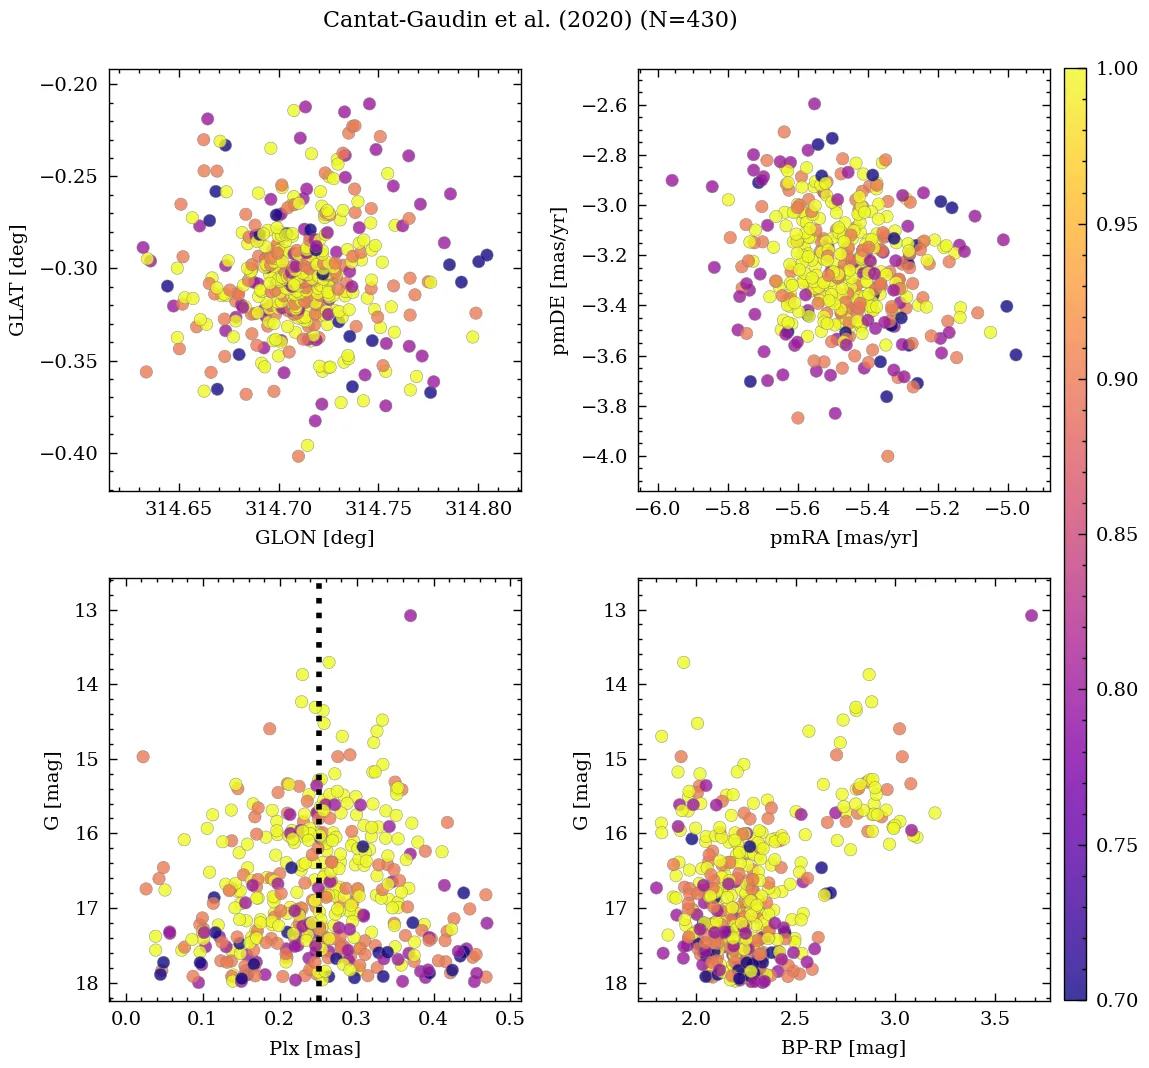 Cantat-Gaudin et al. (2020) (N=430)
−0.20
−0.25
−0.30
−0.35
−0.40
GLAT [deg]
314.65 314.70 314.75 314.80
GLON [deg]
−2.6
−2.8
−3.0
−3.2
−3.4
−3.6
−3.8
−4.0
pmDE [mas/yr]
−6.0 −5.8 −5.6 −5.4 −5.2 −5.0
pmRA [mas/yr]
13
14
15
16
17
18
G [mag]
0.0 0.1 0.2 0.3 0.4 0.5
Plx [mas]
13
14
15
16
17
18
G [mag]
2.0 2.5 3.0 3.5
BP-RP [mag]
1.00
0.95
0.90
0.85
0.80
0.75
0.70